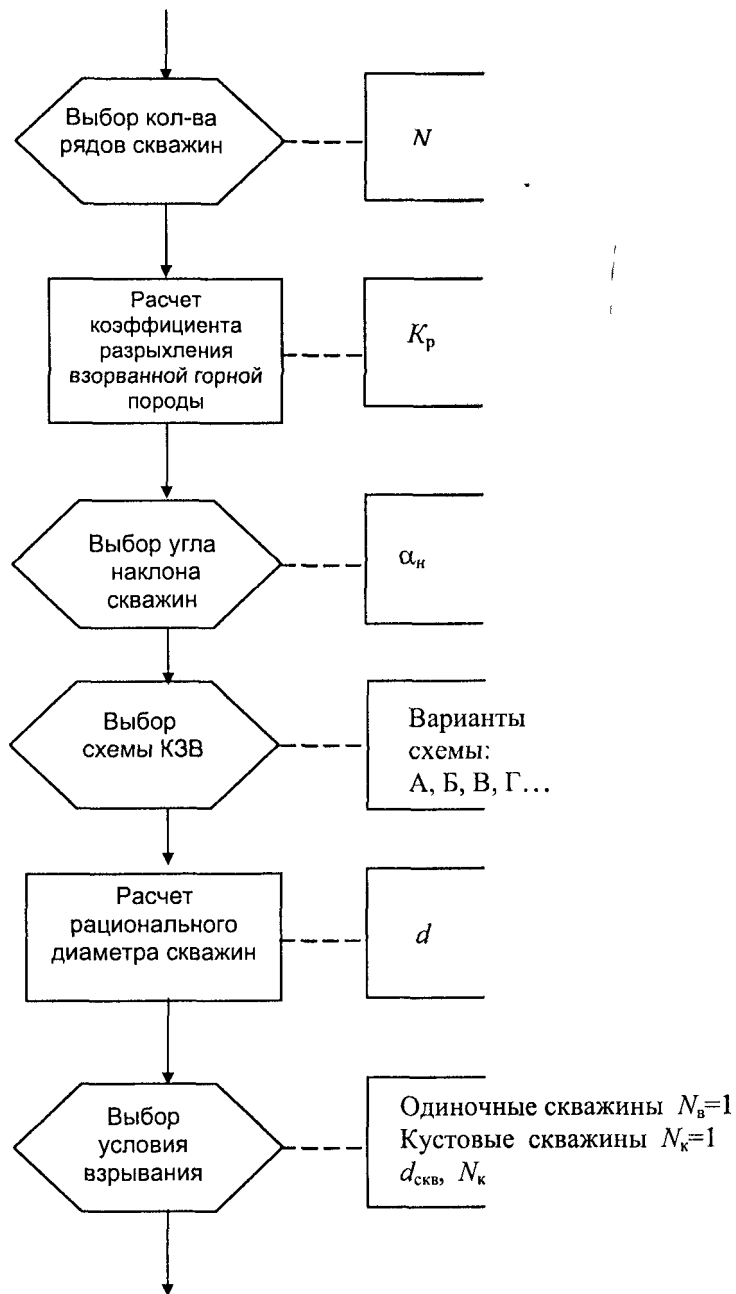 Выбор кол-ва
рядов скважин
N
Расчет
коэффициента
разрыхления
взорванной горной
породы
Kр
Выбор угла
наклона
скважин
αн
Выбор
схемы КЗВ
Варианты
схемы:
А, Б, В, Г...
Расчет
рационального
диаметра скважин
d
Выбор
условия
взрывания
Одиночные скважины Nв=1
Кустовые скважины Nк=1
dскв, Nк